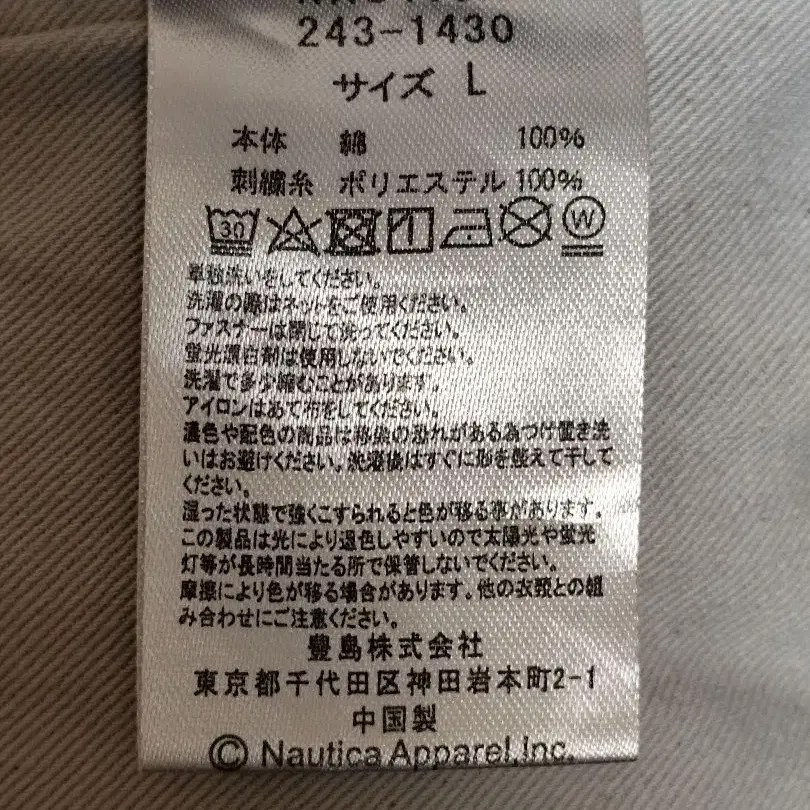 243-1430
サイズ L
本体 綿 100%
刺繍糸 ポリエステル 100%
30
W
単独洗いをしてください。
洗濯の際はネットをご使用ください。
ファスナーは閉じて洗ってください。
蛍光漂白剤は使用しないでください。
洗濯で多少縮むことがあります。
アイロンはあて布をしてください。
濃色や配色の商品は移染の恐れがある為つけ置き洗
いはお避けください。洗濯後はすぐに形を整えて干して
ください。
湿った状態で強くこすられると色が移る事があります。
この製品は光により退色しやすいので太陽光や蛍光
灯等が長時間当たる所で保管しないでください。
摩擦により色が移る場合があります。他の衣類との組
み合わせにご注意ください。
豊島株式会社
東京都千代田区神田岩本町2-1
中国製
© Nautica Apparel,Inc.